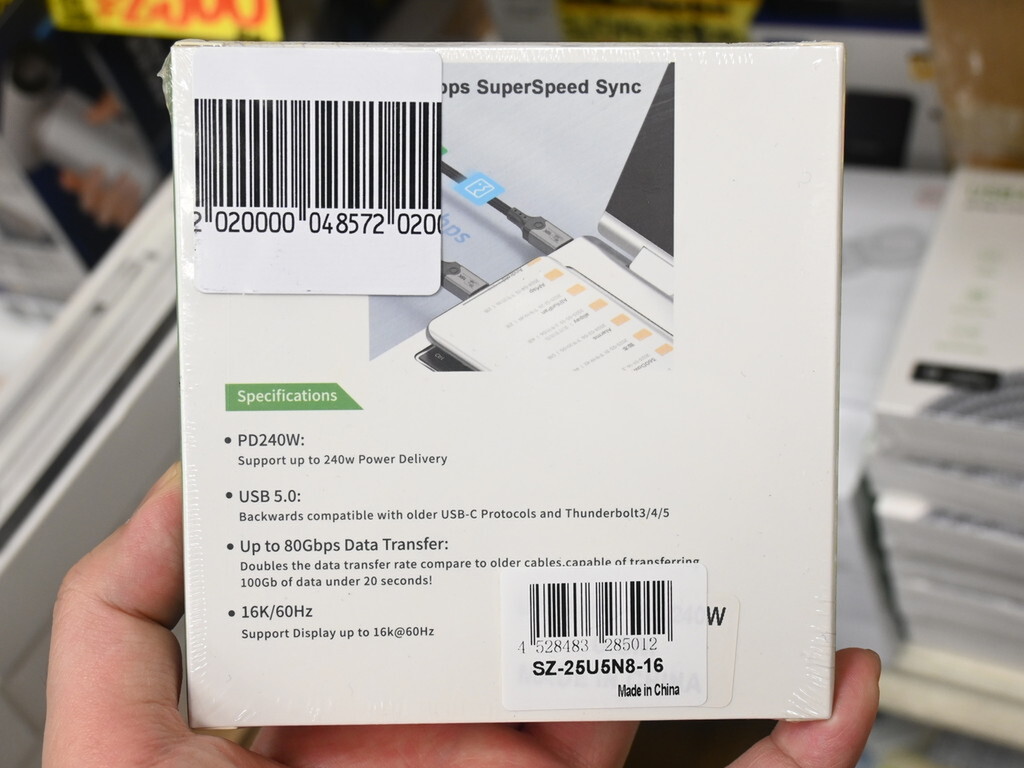 2,000
ops SuperSpeed Sync
2 020000 048572 020
Specifications
• PD240W:
Support up to 240w Power Delivery
• USB 5.0:
Backwards compatible with older USB-C Protocols and Thunderbolt3/4/5
• Up to 80Gbps Data Transfer:
Doubles the data transfer rate compare to older cables,capable of transferring
100Gb of data under 20 seconds!
• 16K/60Hz
Support Display up to 16k@60Hz
W
4 528483 285012
SZ-25U5N8-16
Made in China